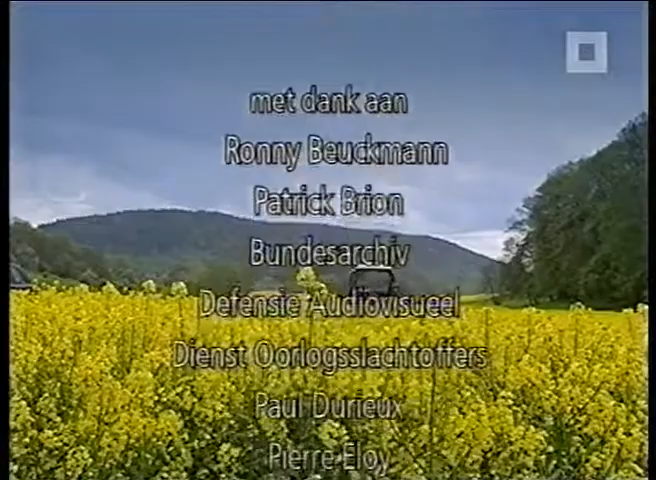 met dank aan
Ronny Beuckmann
Patrick Brion
Bundesarchiv
Defensie Audiovisueel
Dienst Oorlogsslachtoffers
Paul Durieux
Pierre Eloy